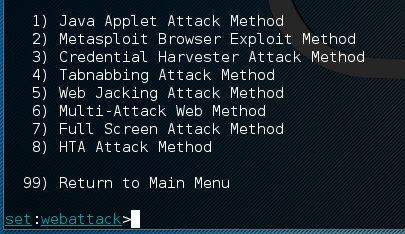 1) Java Applet Attack Method
2) Metasploit Browser Exploit Method
3) Credential Harvester Attack Method
4) Tabnabbing Attack Method
5) Web Jacking Attack Method
6) Multi-Attack Web Method
7) Full Screen Attack Method
8) HTA Attack Method
99) Return to Main Menu
set:webattack>